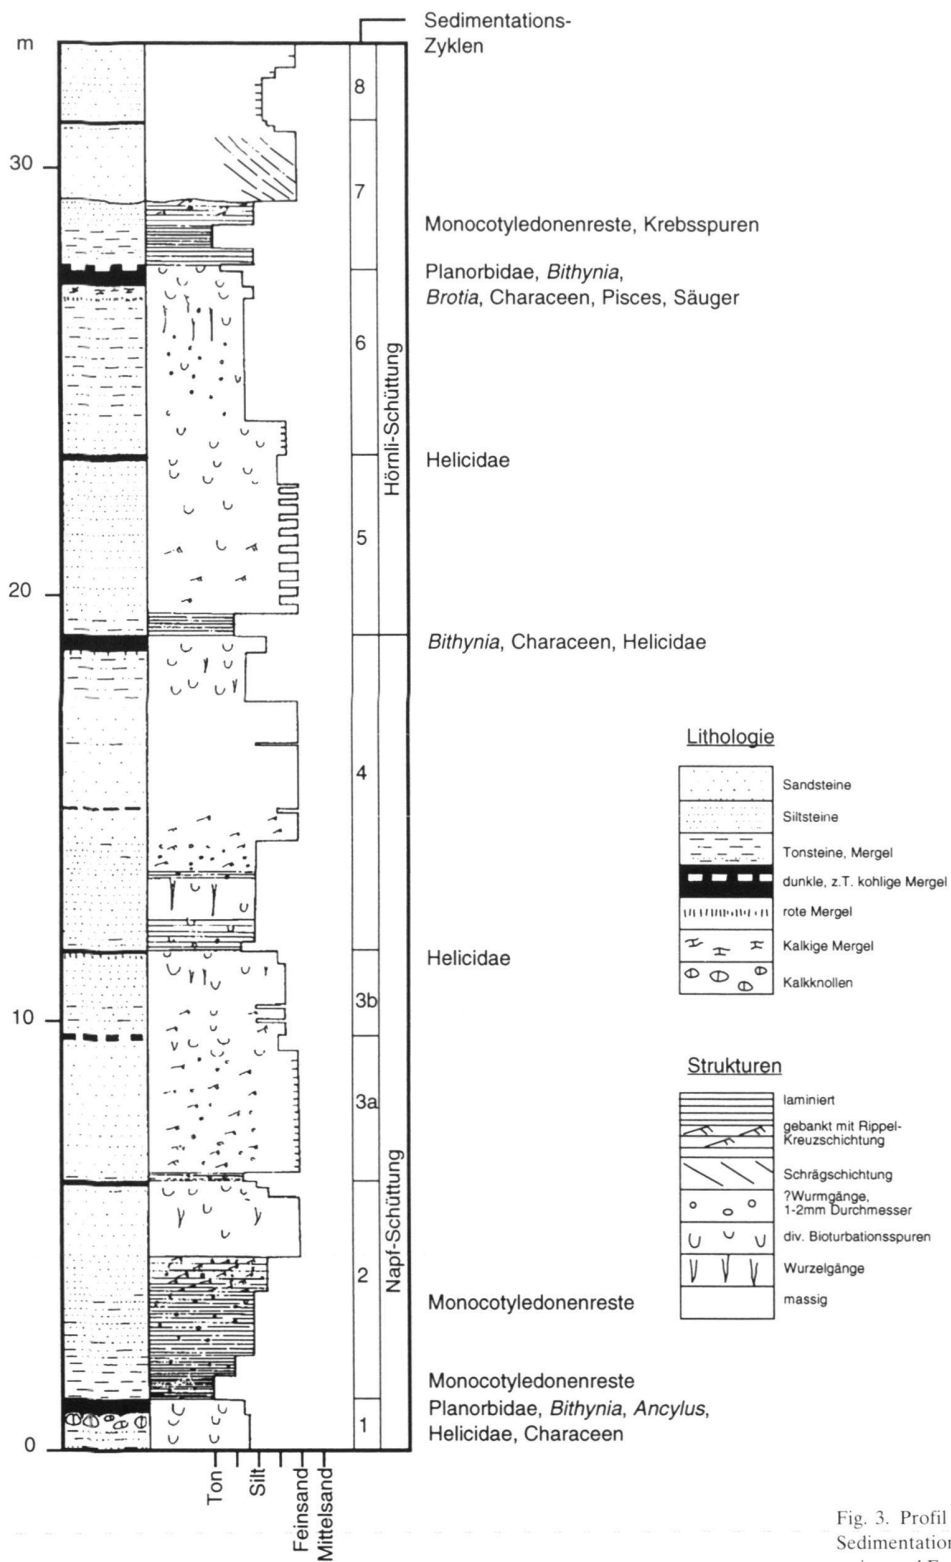 Sedimentations-
Zyklen
m
8
30
7
Monocotyledonenreste, Krebsspuren
Planorbidae, Bithynia,
Brotia, Characeen, Pisces, Säuger
6
Hörnli-Schüttung
Helicidae
5
20
Bithynia, Characeen, Helicidae
4
Helicidae
3b
10
3a
Napf-Schüttung
2
Monocotyledonenreste
Monocotyledonenreste
Planorbidae, Bithynia, Ancylus,
Helicidae, Characeen
1
0
Ton
Silt
Feinsand
Mittelsand
Lithologie
Sandsteine
Siltsteine
Tonsteine, Mergel
dunkle, z.T. kohlige Mergel
rote Mergel
Kalkige Mergel
Kalkknollen
Strukturen
laminiert
gebankt mit Rippel-
Kreuzschichtung
Schrägschichtung
?Wurmgänge,
1-2mm Durchmesser
div. Bioturbationsspuren
Wurzelgänge
massig
Fig. 3. Profil
Sedimentation